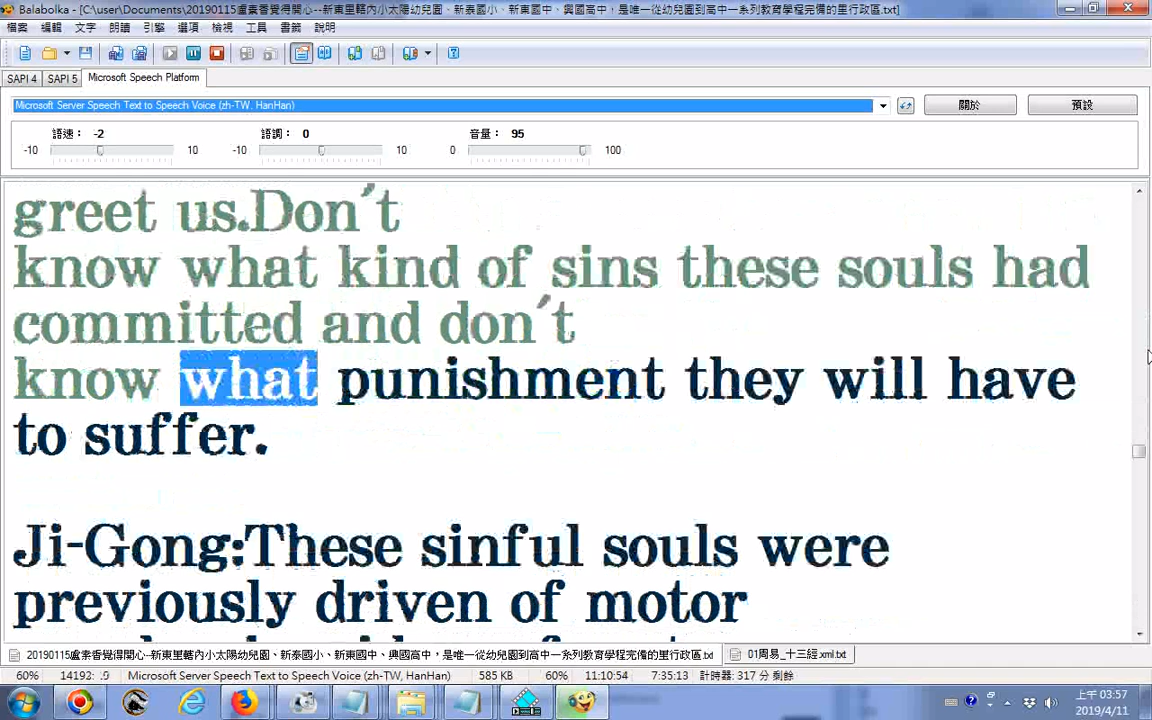 Balabolka - [C:\user\Documents\20190115盧素香覺得開心--新東里轄內小太陽幼兒園、新泰國小、新東國中、興國高中，是唯一從幼兒園到高中一系列教育學程完備的里行政區.txt]
檔案 編輯 文字 朗讀 引擎 選項 檢視 工具 書籤 說明
SAPI 4 SAPI 5 Microsoft Speech Platform
Microsoft Server Speech Text to Speech Voice (zh-TW, HanHan) 關於 預設
語速： -2 語調： 0 音量： 95
-10 10 -10 10 0 100
greet us.Don't
know what kind of sins these souls had
committed and don't
know what punishment they will have
to suffer.
Ji-Gong:These sinful souls were
previously driven of motor
20190115盧素香覺得開心--新東里轄內小太陽幼兒園、新泰國小、新東國中、興國高中，是唯一從幼兒園到高中一系列教育學程完備的里行政區.txt 01周易_十三經.xml.txt
60% 14192: .9 Microsoft Server Speech Text to Speech Voice (zh-TW, HanHan) 585 KB 60% 11:10:54 7:35:13 計時器: 317 分 剩餘
上午 03:57
2019/4/11